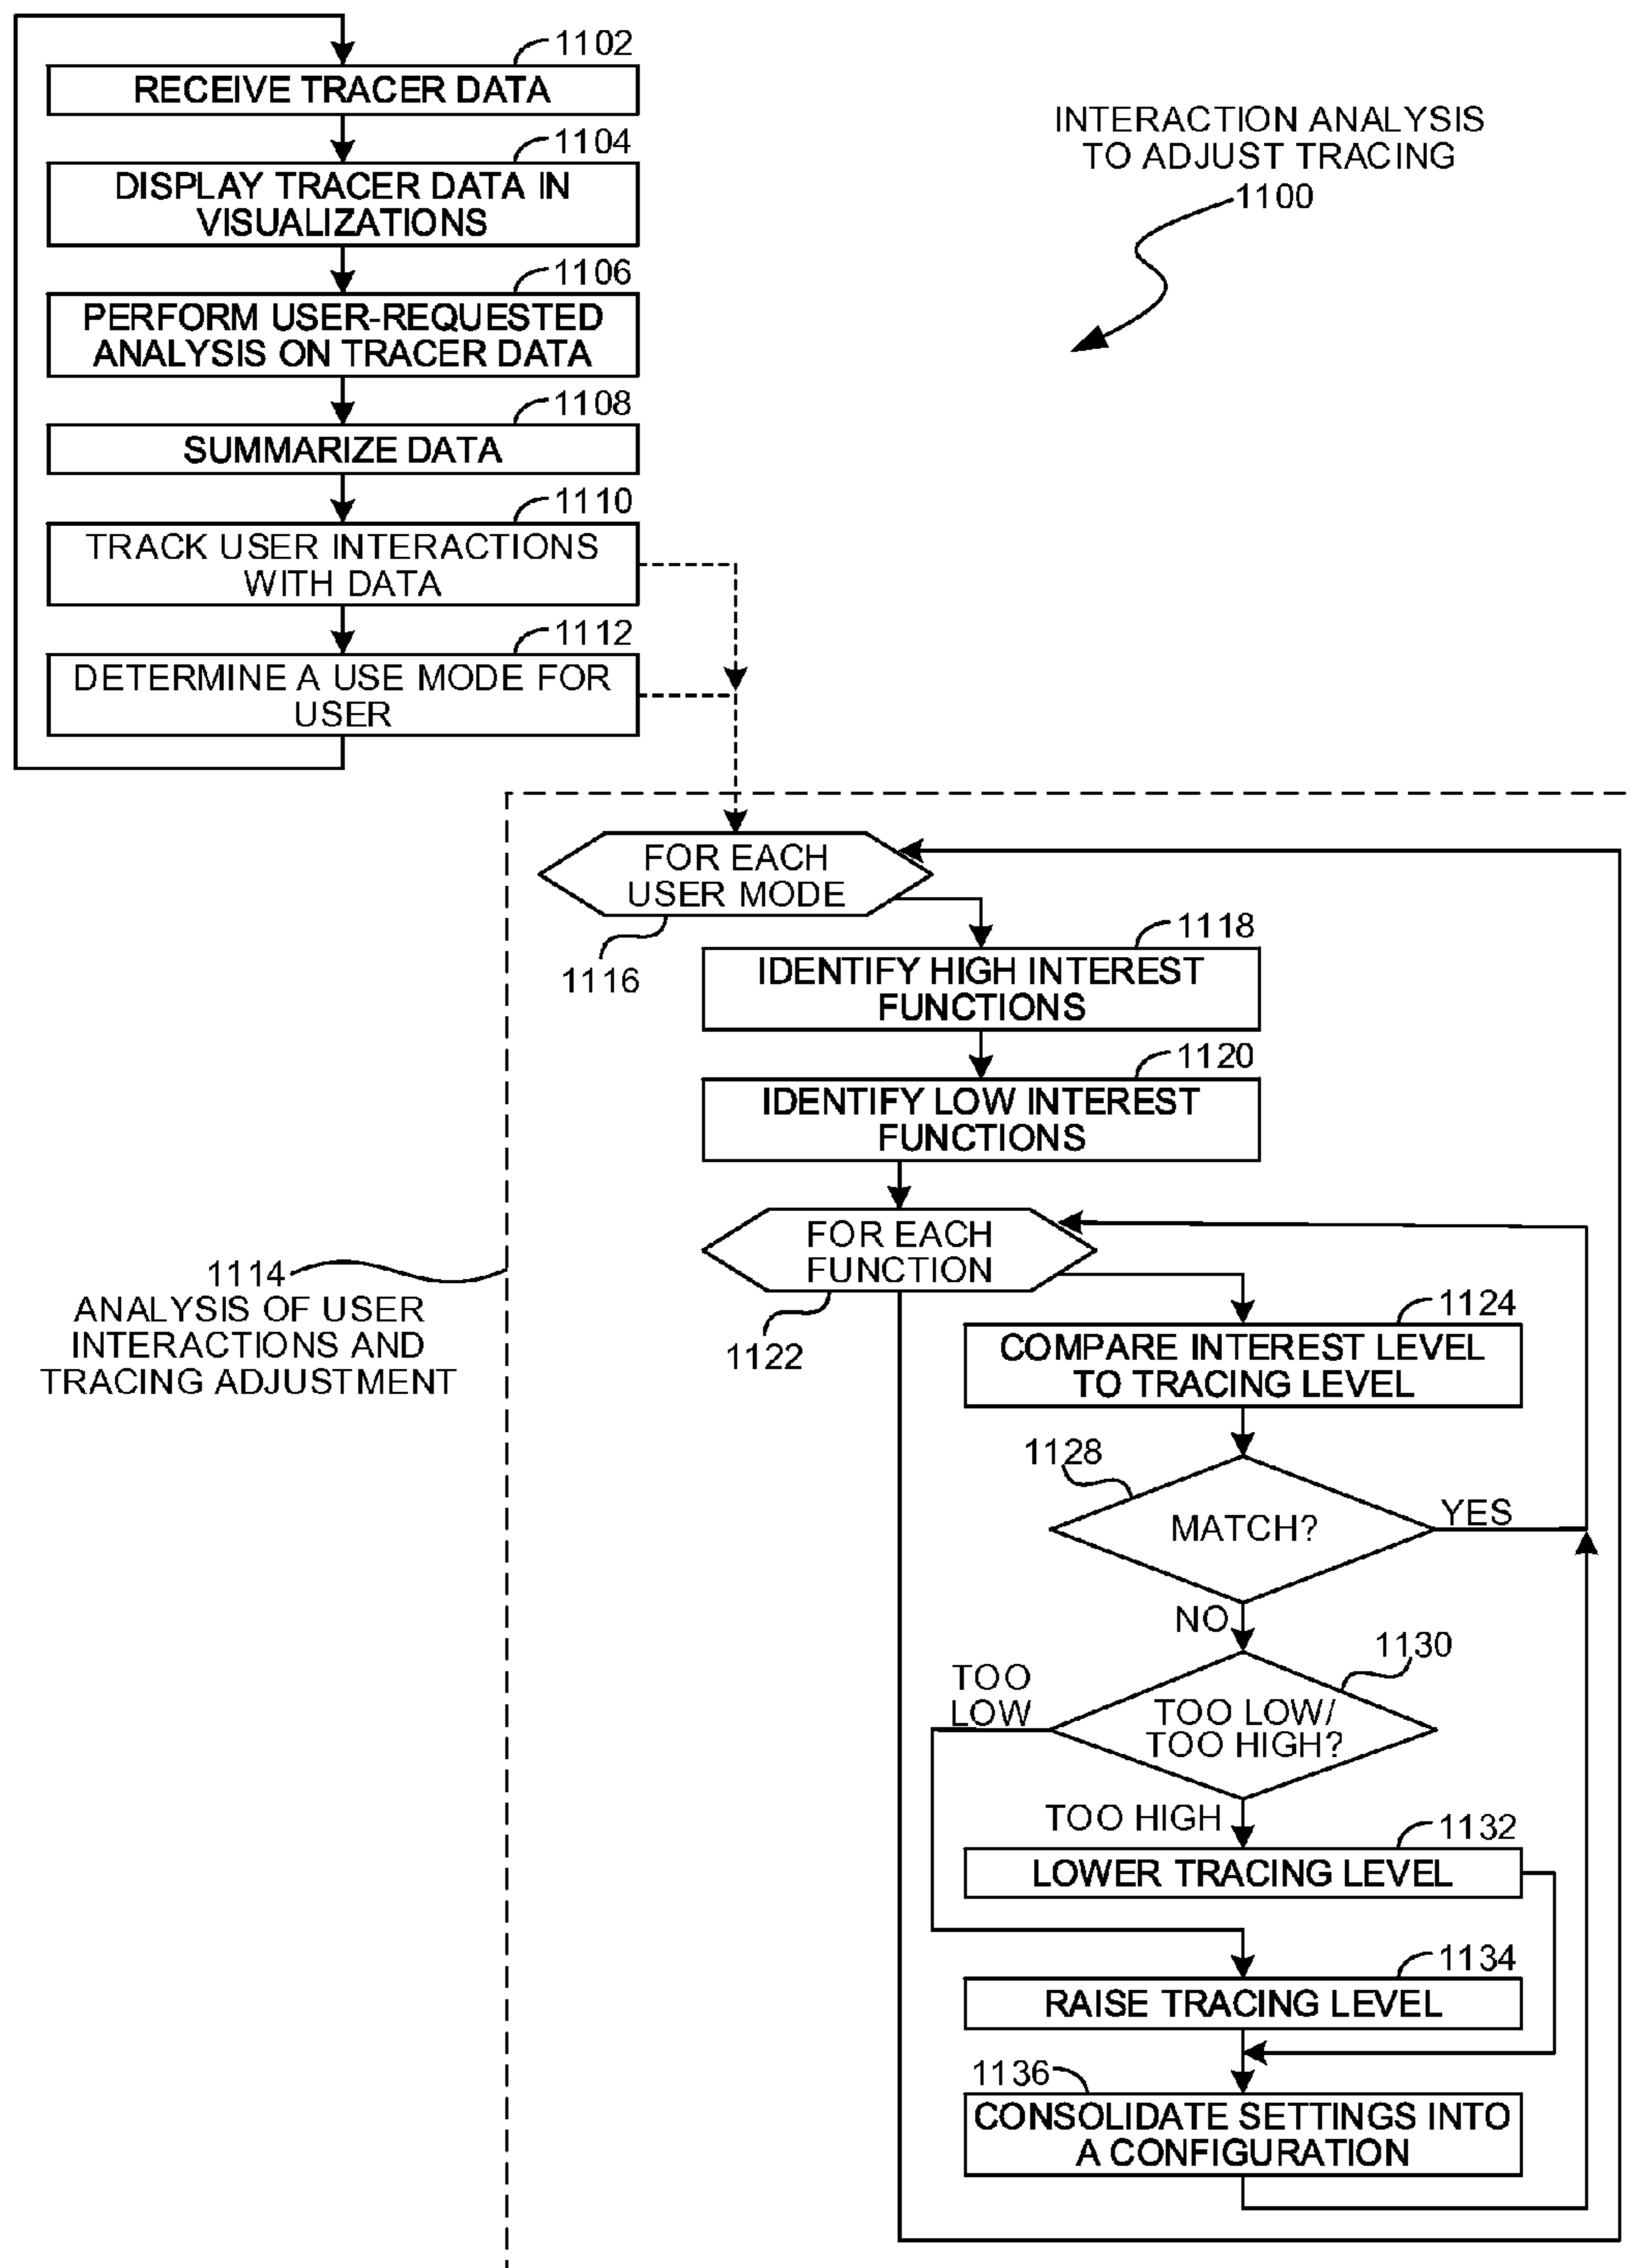 1102
RECEIVE TRACER DATA
1104
DISPLAY TRACER DATA IN
VISUALIZATIONS
1106
PERFORM USER-REQUESTED
ANALYSIS ON TRACER DATA
1108
SUMMARIZE DATA
1110
TRACK USER INTERACTIONS
WITH DATA
1112
DETERMINE A USE MODE FOR
USER
INTERACTION ANALYSIS
TO ADJUST TRACING
1100
FOR EACH
USER MODE
1116
1118
IDENTIFY HIGH INTEREST
FUNCTIONS
1120
IDENTIFY LOW INTEREST
FUNCTIONS
FOR EACH
FUNCTION
1122
1114
ANALYSIS OF USER
INTERACTIONS AND
TRACING ADJUSTMENT
1124
COMPARE INTEREST LEVEL
TO TRACING LEVEL
1128
MATCH?
YES
NO
1130
TOO
LOW
TOO LOW/
TOO HIGH?
TOO HIGH
1132
LOWER TRACING LEVEL
1134
RAISE TRACING LEVEL
1136
CONSOLIDATE SETTINGS INTO
A CONFIGURATION